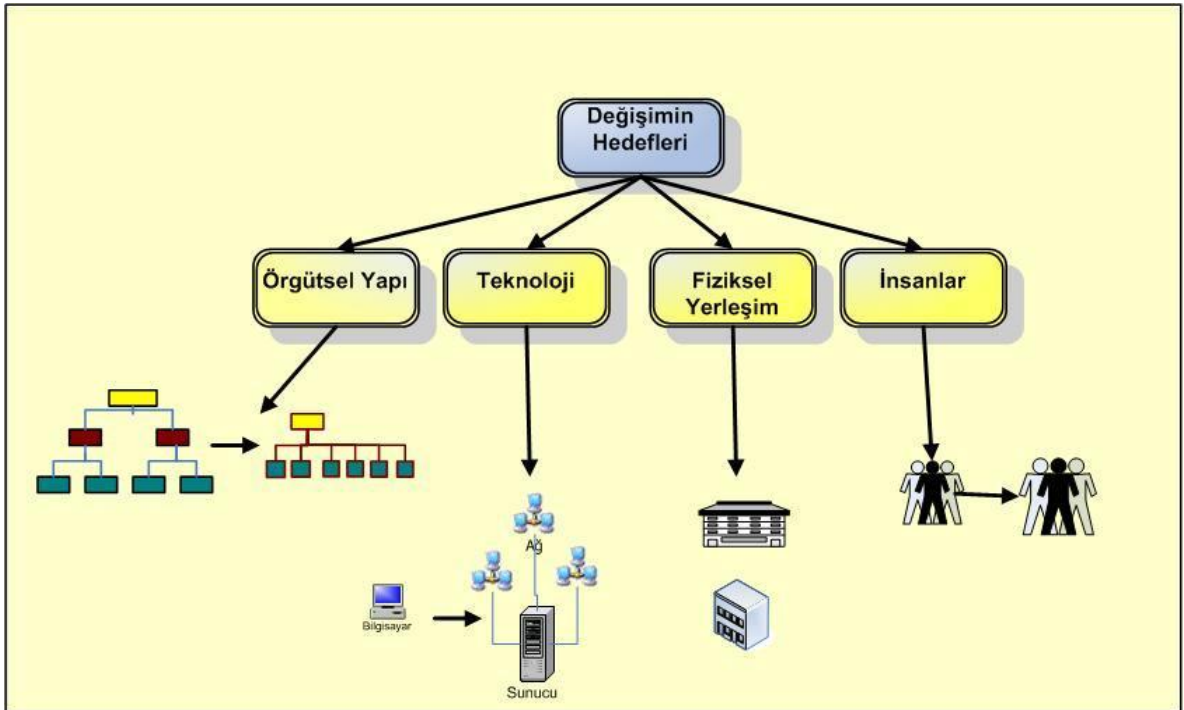 Değişimin
Hedefleri
Örgütsel Yapı
Teknoloji
Fiziksel
Yerleşim
İnsanlar
Ağ
Bilgisayar
Sunucu